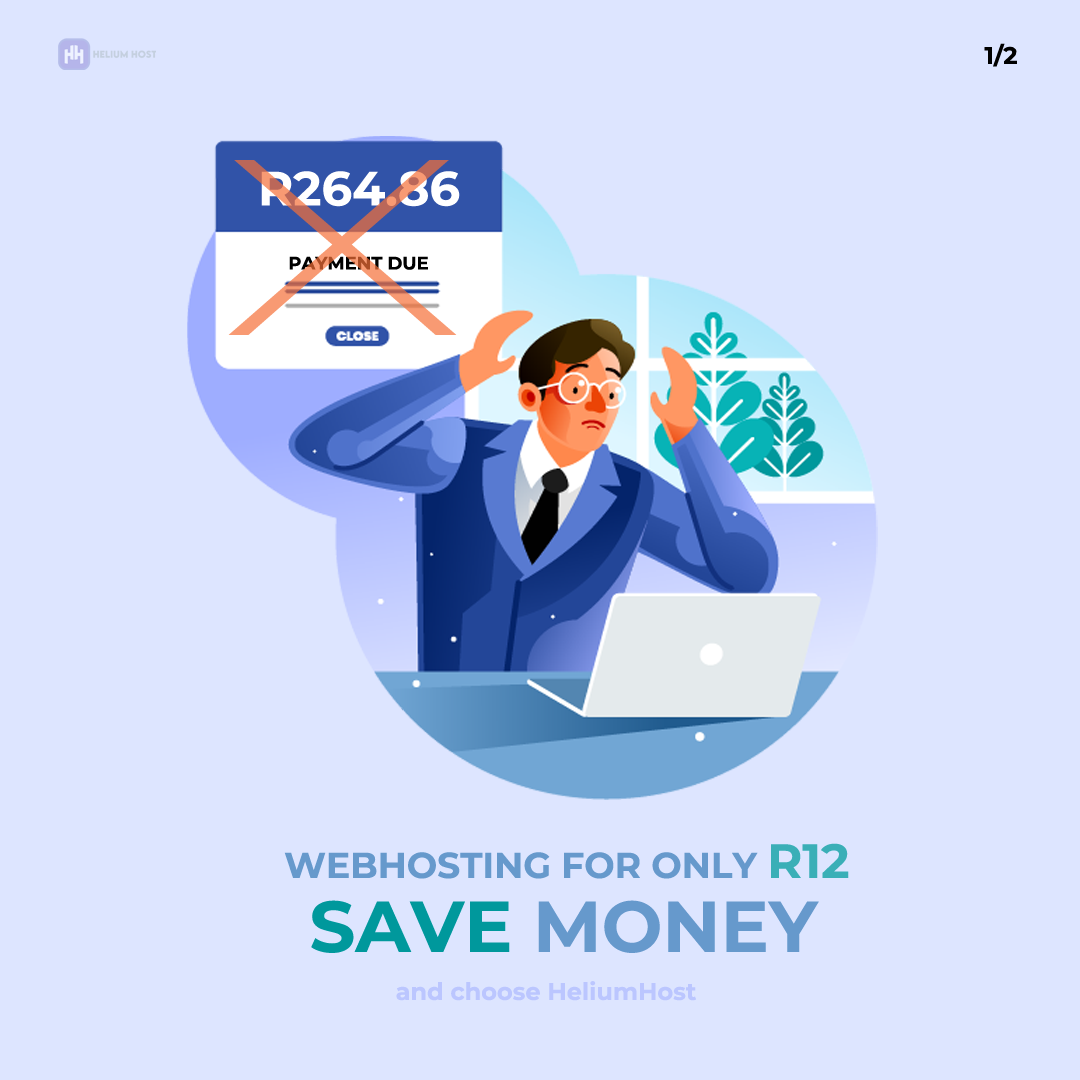 HELIUM HOST
1/2
R264.86
PAYMENT DUE
CLOSE
WEBHOSTING FOR ONLY R12
SAVE MONEY
and choose HeliumHost